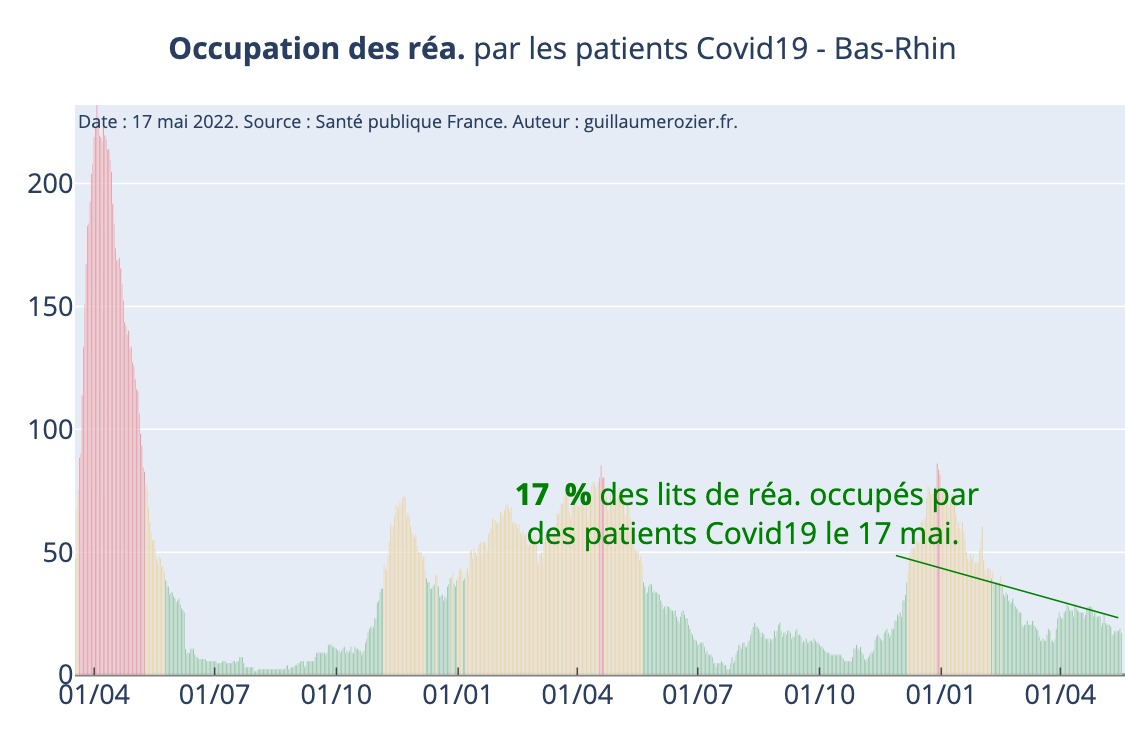 Occupation des réa. par les patients Covid19 - Bas-Rhin
Date : 17 mai 2022. Source : Santé publique France. Auteur : guillaumerozier.fr.
200
150
100
50
0
17 % des lits de réa. occupés par
des patients Covid19 le 17 mai.
01/04 01/07 01/10 01/01 01/04 01/07 01/10 01/01 01/04